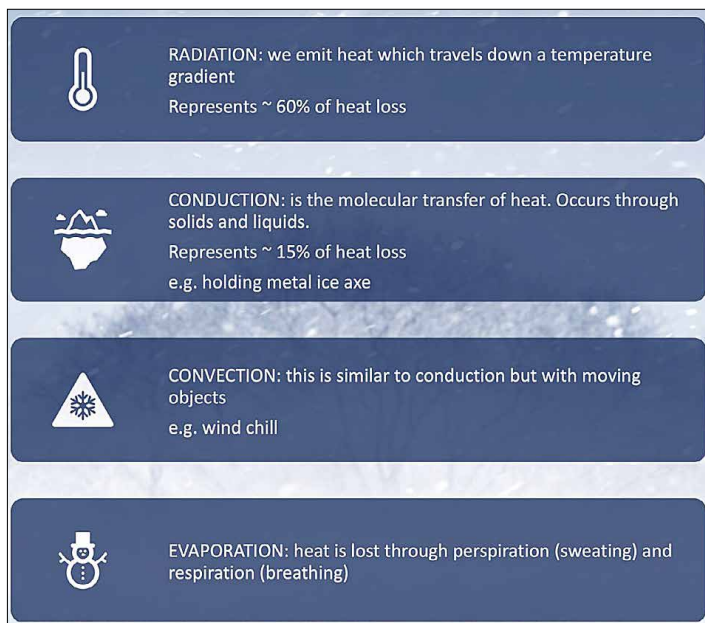 RADIATION: we emit heat which travels down a temperature
gradient
Represents ~ 60% of heat loss
CONDUCTION: is the molecular transfer of heat. Occurs through
solids and liquids.
Represents ~ 15% of heat loss
e.g. holding metal ice axe
CONVECTION: this is similar to conduction but with moving
objects
e.g. wind chill
EVAPORATION: heat is lost through perspiration (sweating) and
respiration (breathing)